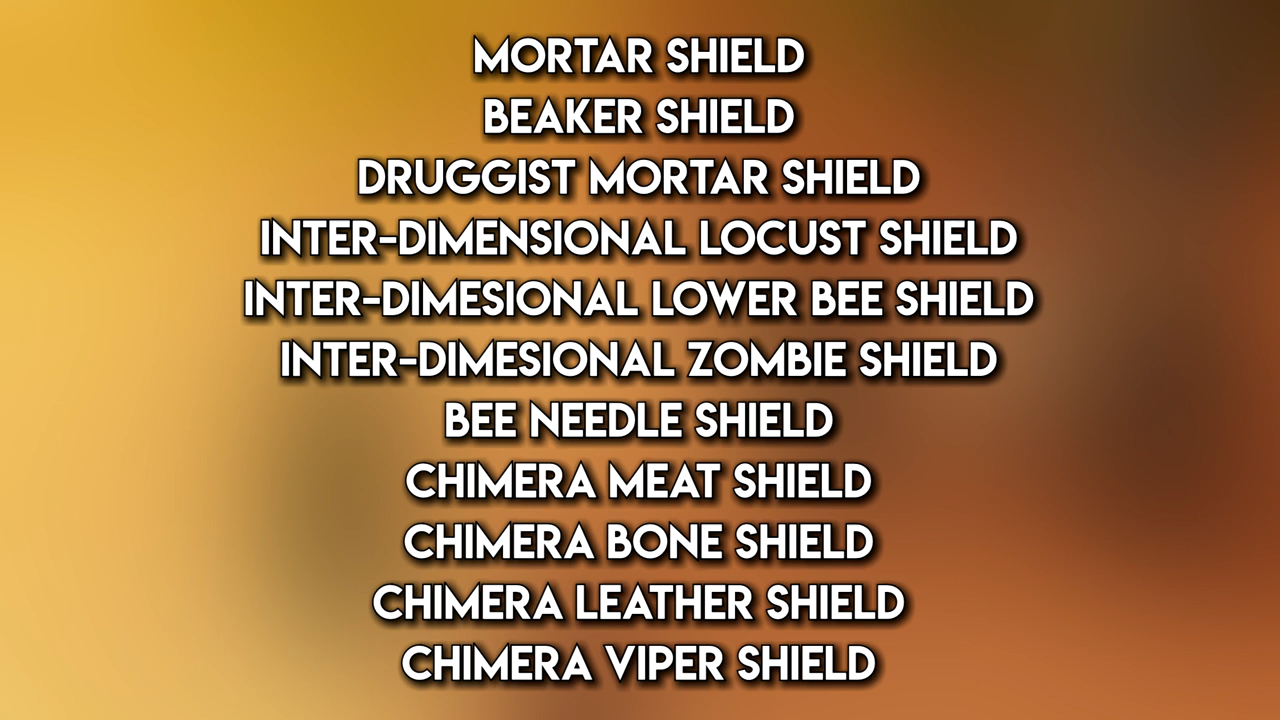 MORTAR SHIELD
BEAKER SHIELD
DRUGGIST MORTAR SHIELD
INTER-DIMENSIONAL LOCUST SHIELD
INTER-DIMESIONAL LOWER BEE SHIELD
INTER-DIMESIONAL ZOMBIE SHIELD
BEE NEEDLE SHIELD
CHIMERA MEAT SHIELD
CHIMERA BONE SHIELD
CHIMERA LEATHER SHIELD
CHIMERA VIPER SHIELD